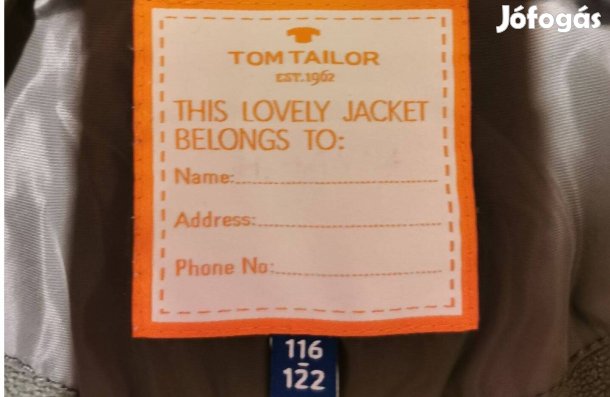 Jófogás
TOM TAILOR
EST.1962
THIS LOVELY JACKET
BELONGS TO:
Name:
Address:
Phone No:
116
-
122